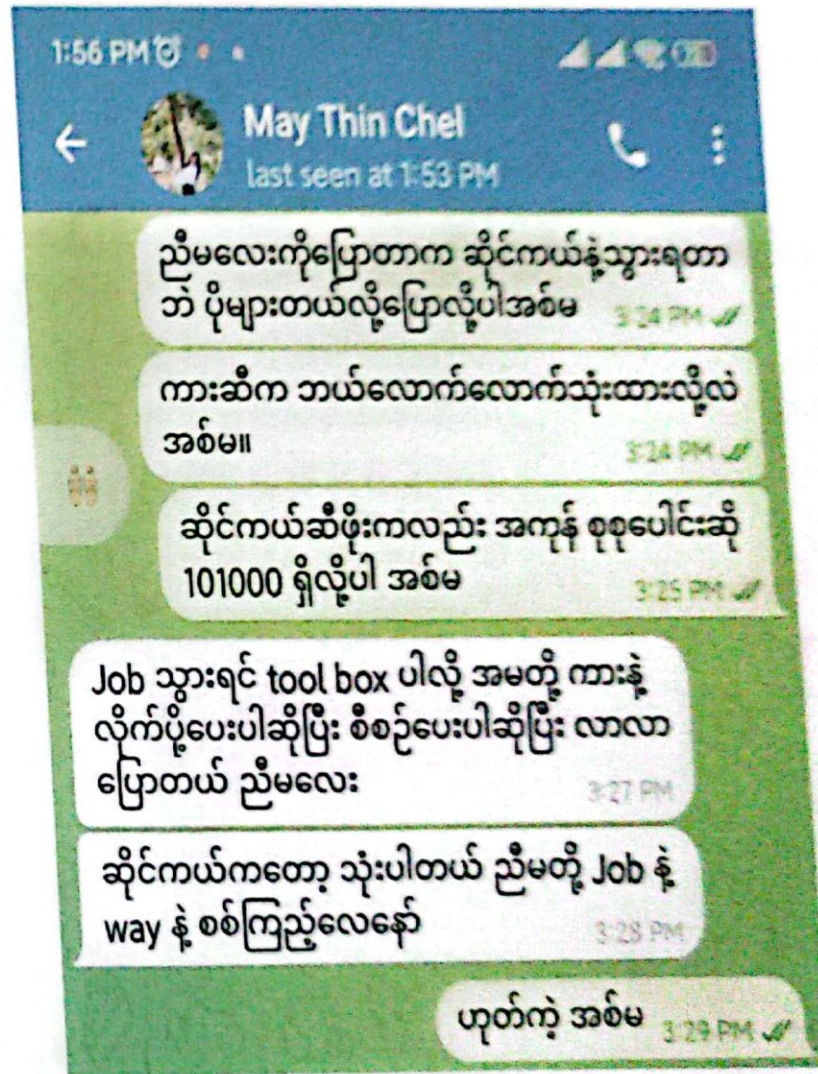 1:56 PM
May Thin Chel
last seen at 1:53 PM
ညီမလေးကိုပြောတာက ဆိုင်ကယ်နဲ့သွားရတာ
ဘဲ ပိုများတယ်လို့ပြောလို့ပါအစ်မ 3:24 PM
ကားဆီက ဘယ်လောက်လောက်သုံးထားလို့လဲ
အစ်မ။ 3:24 PM
ဆိုင်ကယ်ဆီဖိုးကလည်း အကုန် စုစုပေါင်းဆို
101000 ရှိလို့ပါ အစ်မ 3:25 PM
Job သွားရင် tool box ပါလို့ အမတို့ ကားနဲ့
လိုက်ပို့ပေးပါဆိုပြီး စီစဉ်ပေးပါဆိုပြီး လာလာ
ပြောတယ် ညီမလေး 3:27 PM
ဆိုင်ကယ်ကတော့ သုံးပါတယ် ညီမတို့ Job နဲ့
way နဲ့ စစ်ကြည့်လေနော် 3:28 PM
ဟုတ်ကဲ့ အစ်မ 3:29 PM